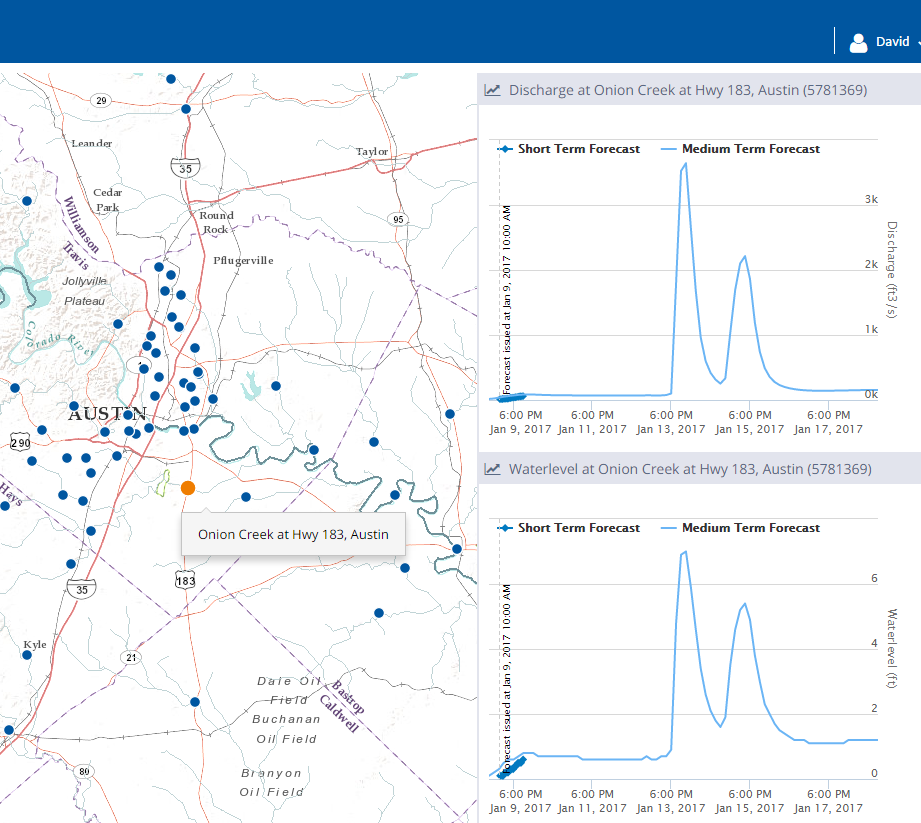 David
29
Leander
Taylor
35
Cedar
Park
95
Round
Rock
Williamson
Travis
Pflugerville
Jollyville
Plateau
Colorado River
AUSTIN
290
Hays
Onion Creek at Hwy 183, Austin
183
35
Kyle
21
Dale Oil
Field
Buchanan
Oil Field
Bastrop
Caldwell
Branyon
Oil Field
80
Discharge at Onion Creek at Hwy 183, Austin (5781369)
Short Term Forecast
Medium Term Forecast
Forecast issued at Jan 9, 2017 10:00 AM
3k
2k
1k
0k
Discharge (ft3 /s)
6:00 PM 6:00 PM 6:00 PM 6:00 PM 6:00 PM
Jan 9, 2017 Jan 11, 2017 Jan 13, 2017 Jan 15, 2017 Jan 17, 2017
Waterlevel at Onion Creek at Hwy 183, Austin (5781369)
Short Term Forecast
Medium Term Forecast
Forecast issued at Jan 9, 2017 10:00 AM
6
4
2
0
Waterlevel (ft)
6:00 PM 6:00 PM 6:00 PM 6:00 PM 6:00 PM
Jan 9, 2017 Jan 11, 2017 Jan 13, 2017 Jan 15, 2017 Jan 17, 2017